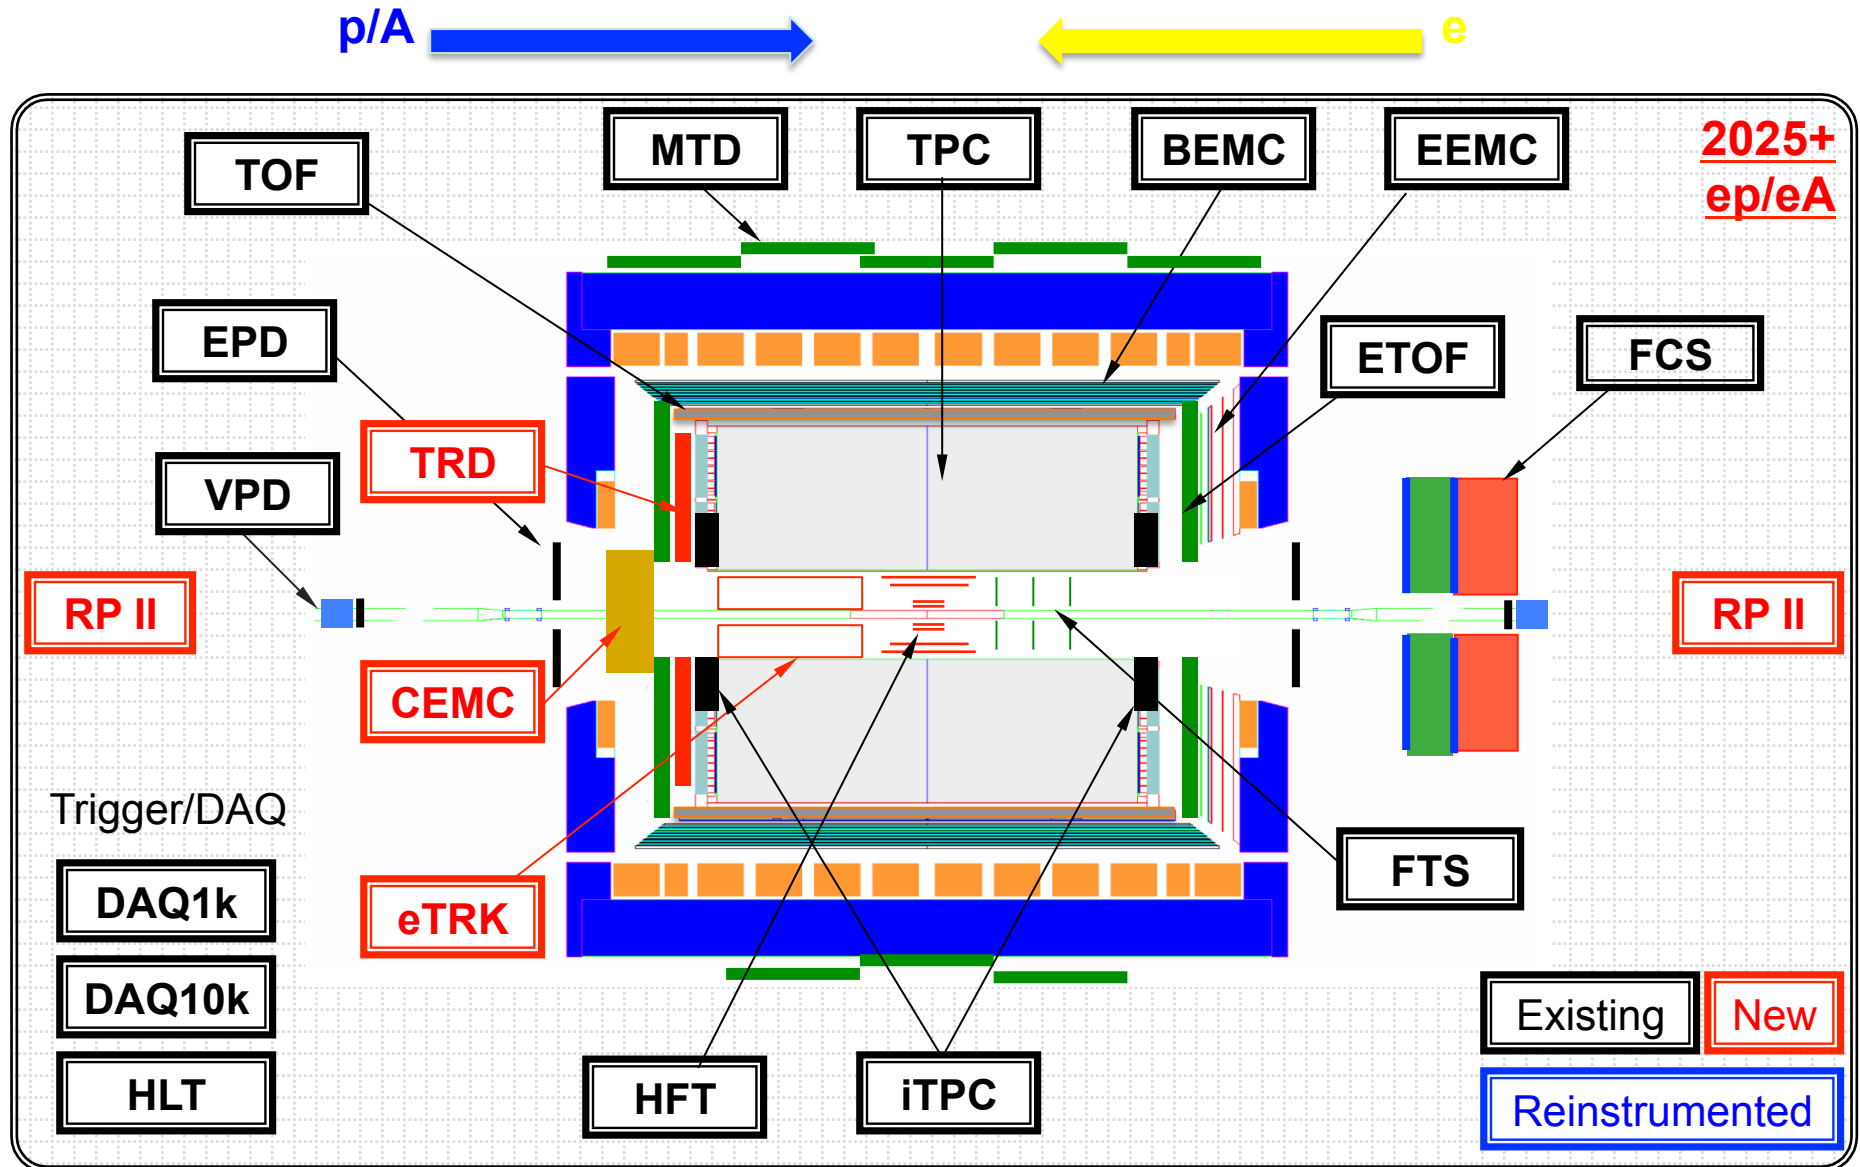 p/A
e
2025+
ep/eA
TOF
MTD
TPC
BEMC
EEMC
EPD
ETOF
FCS
TRD
VPD
RP II
RP II
CEMC
Trigger/DAQ
DAQ1k
eTRK
FTS
DAQ10k
Existing
New
HLT
HFT
iTPC
Reinstrumented